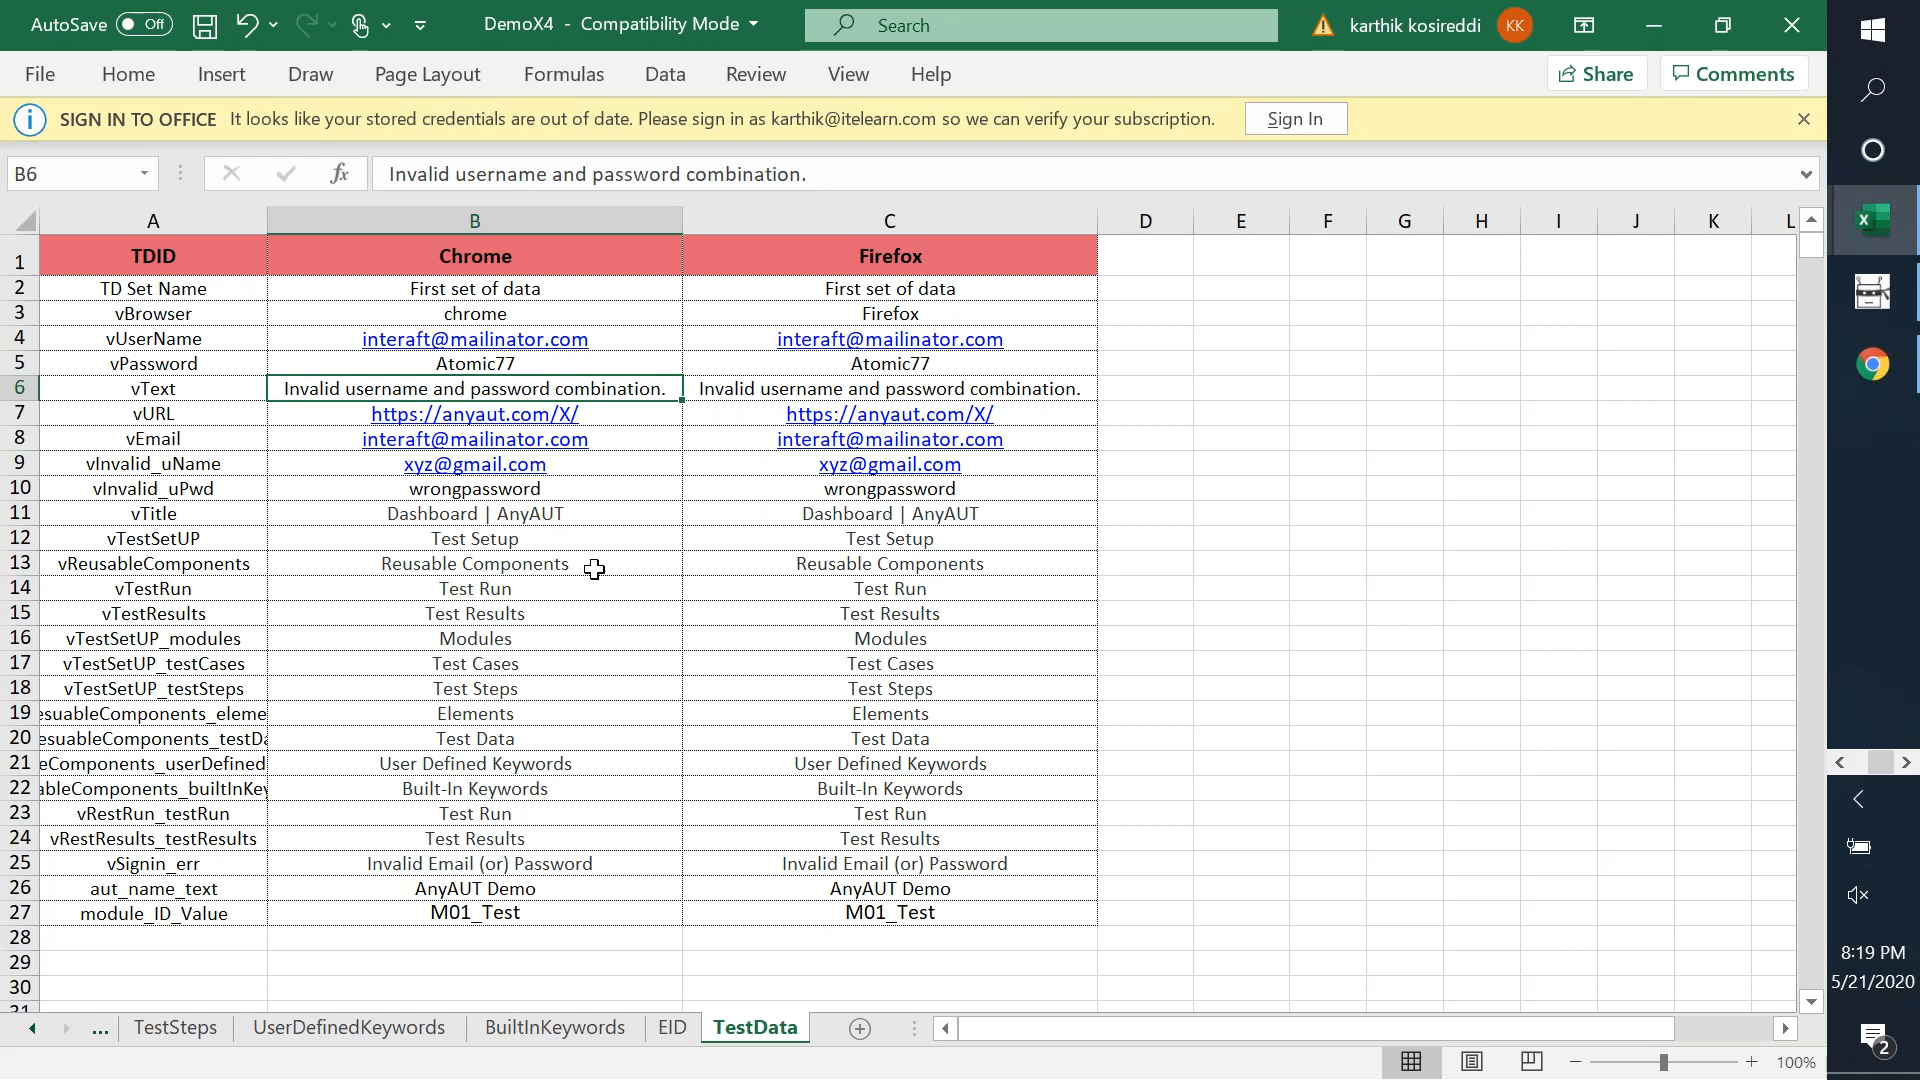 AutoSave Off DemoX4 - Compatibility Mode Search karthik kosireddi KK
File Home Insert Draw Page Layout Formulas Data Review View Help Share Comments
SIGN IN TO OFFICE It looks like your stored credentials are out of date. Please sign in as karthik@itelearn.com so we can verify your subscription. Sign In
B6 fx Invalid username and password combination.
A B C D E F G H I J K L
1 TDID Chrome Firefox
2 TD Set Name First set of data First set of data
3 vBrowser chrome Firefox
4 vUserName interaft@mailinator.com interaft@mailinator.com
5 vPassword Atomic77 Atomic77
6 vText Invalid username and password combination. Invalid username and password combination.
7 vURL https://anyaut.com/X/ https://anyaut.com/X/
8 vEmail interaft@mailinator.com interaft@mailinator.com
9 vInvalid_uName xyz@gmail.com xyz@gmail.com
10 vInvalid_uPwd wrongpassword wrongpassword
11 vTitle Dashboard | AnyAUT Dashboard | AnyAUT
12 vTestSetUP Test Setup Test Setup
13 vReusableComponents Reusable Components Reusable Components
14 vTestRun Test Run Test Run
15 vTestResults Test Results Test Results
16 vTestSetUP_modules Modules Modules
17 vTestSetUP_testCases Test Cases Test Cases
18 vTestSetUP_testSteps Test Steps Test Steps
19 esuableComponents_eleme Elements Elements
20 esuableComponents_testDa Test Data Test Data
21 eComponents_userDefined User Defined Keywords User Defined Keywords
22 ableComponents_builtInKey Built-In Keywords Built-In Keywords
23 vRestRun_testRun Test Run Test Run
24 vRestResults_testResults Test Results Test Results
25 vSignin_err Invalid Email (or) Password Invalid Email (or) Password
26 aut_name_text AnyAUT Demo AnyAUT Demo
27 module_ID_Value M01_Test M01_Test
28
29
30
31
8:19 PM
5/21/2020
... TestSteps UserDefinedKeywords BuiltInKeywords EID TestData
100%
2